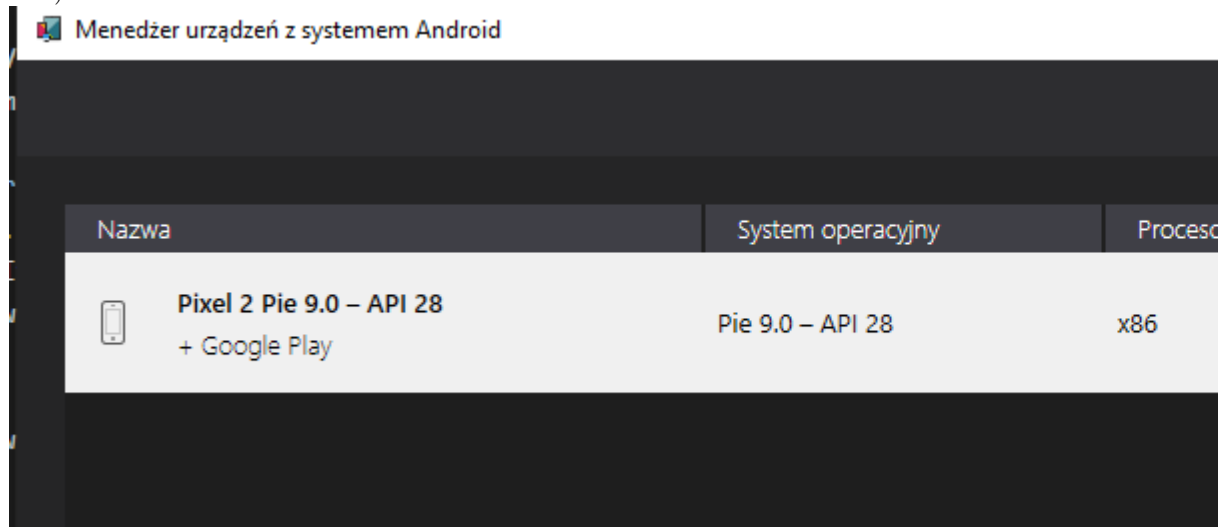 Menedżer urządzeń z systemem Android
Nazwa System operacyjny
Pixel 2 Pie 9.0 – API 28 Pie 9.0 – API 28 x86
+ Google Play